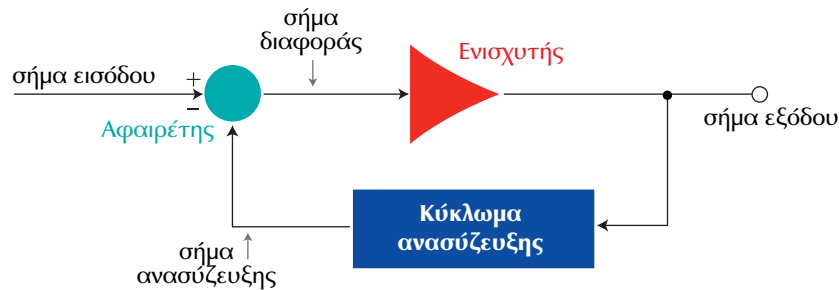 σήμα
διαφοράς
Ενισχυτής
σήμα εισόδου
+
−
Αφαιρέτης
σήμα εξόδου
Κύκλωμα
ανασύζευξης
σήμα
ανασύζευξης